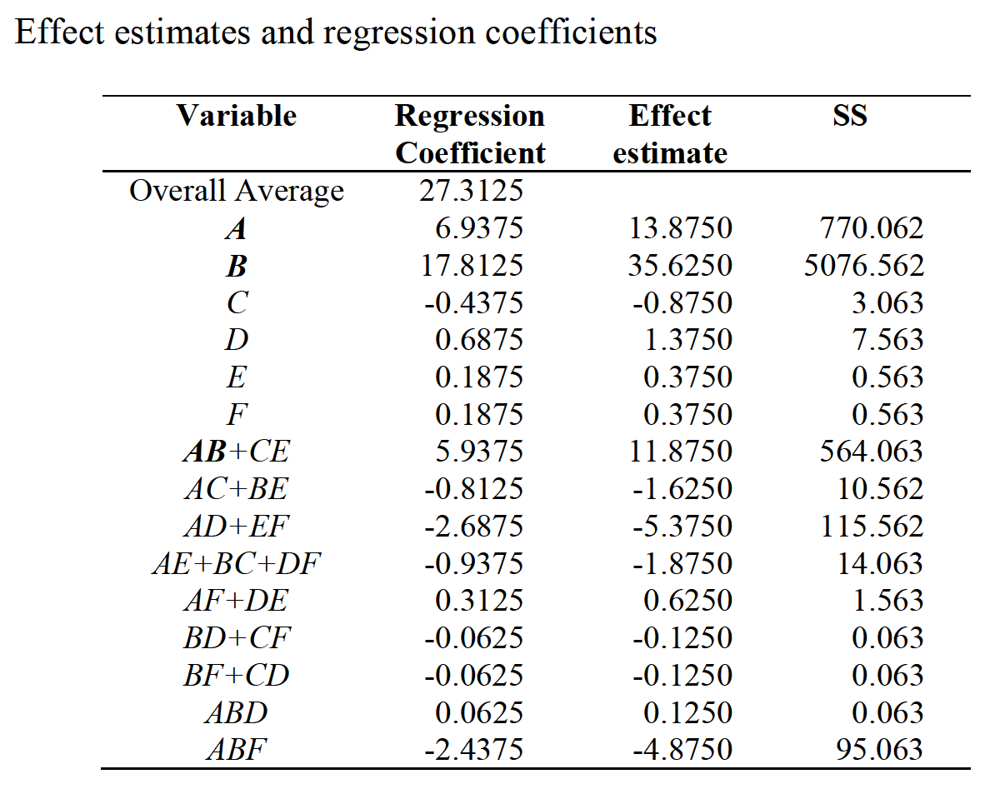 Effect estimates and regression coefficients
Variable Regression Coefficient Effect estimate SS
Overall Average 27.3125
A 6.9375 13.8750 770.062
B 17.8125 35.6250 5076.562
C -0.4375 -0.8750 3.063
D 0.6875 1.3750 7.563
E 0.1875 0.3750 0.563
F 0.1875 0.3750 0.563
AB+CE 5.9375 11.8750 564.063
AC+BE -0.8125 -1.6250 10.562
AD+EF -2.6875 -5.3750 115.562
AE+BC+DF -0.9375 -1.8750 14.063
AF+DE 0.3125 0.6250 1.563
BD+CF -0.0625 -0.1250 0.063
BF+CD -0.0625 -0.1250 0.063
ABD 0.0625 0.1250 0.063
ABF -2.4375 -4.8750 95.063